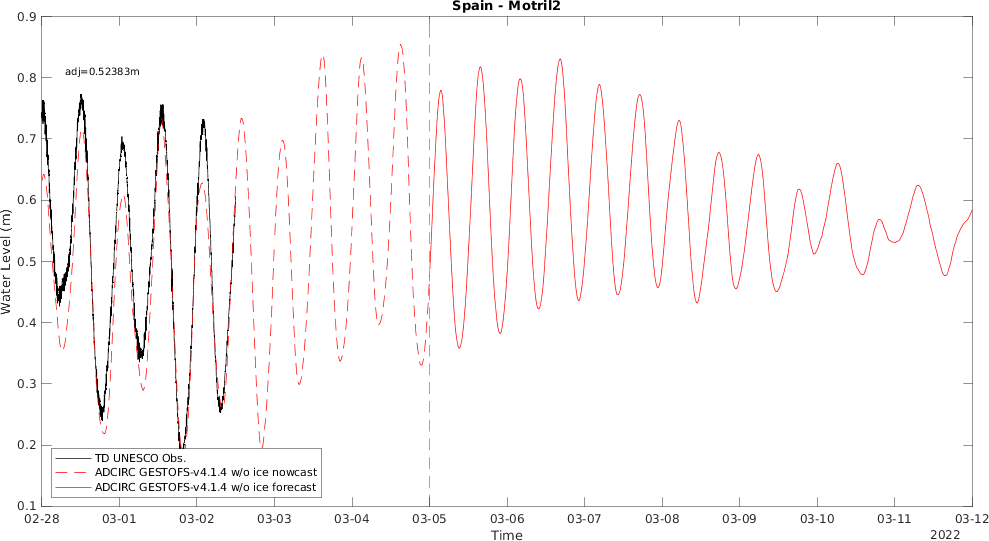 Spain - Motril2
0.9
0.8
0.7
0.6
0.5
0.4
0.3
0.2
0.1
Water Level (m)
adj=0.52383m
TD UNESCO Obs.
ADCIRC GESTOFS-v4.1.4 w/o ice nowcast
ADCIRC GESTOFS-v4.1.4 w/o ice forecast
02-28 03-01 03-02 03-03 03-04 03-05 03-06 03-07 03-08 03-09 03-10 03-11 03-12
Time
2022